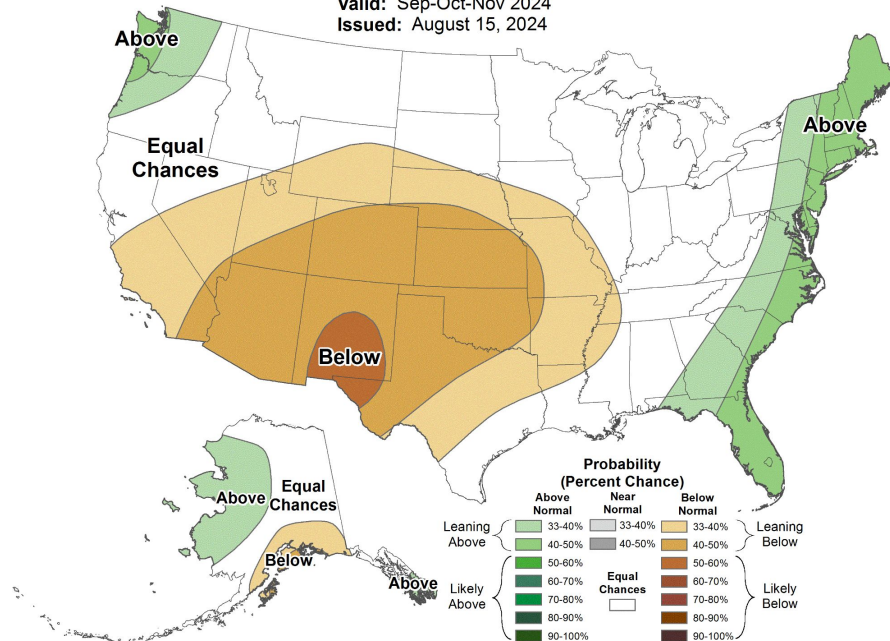 Valid: Sep-Oct-Nov 2024
Issued: August 15, 2024
Above
Equal
Chances
Above
Below
Above
Equal
Chances
Below
Above
Probability
(Percent Chance)
Above
Normal
Near
Normal
Below
Normal
Leaning
Above
33-40%
33-40%
33-40%
Leaning
Below
40-50%
40-50%
40-50%
Likely
Above
50-60%
60-70%
70-80%
80-90%
90-100%
Equal
Chances
50-60%
60-70%
70-80%
80-90%
90-100%
Likely
Below